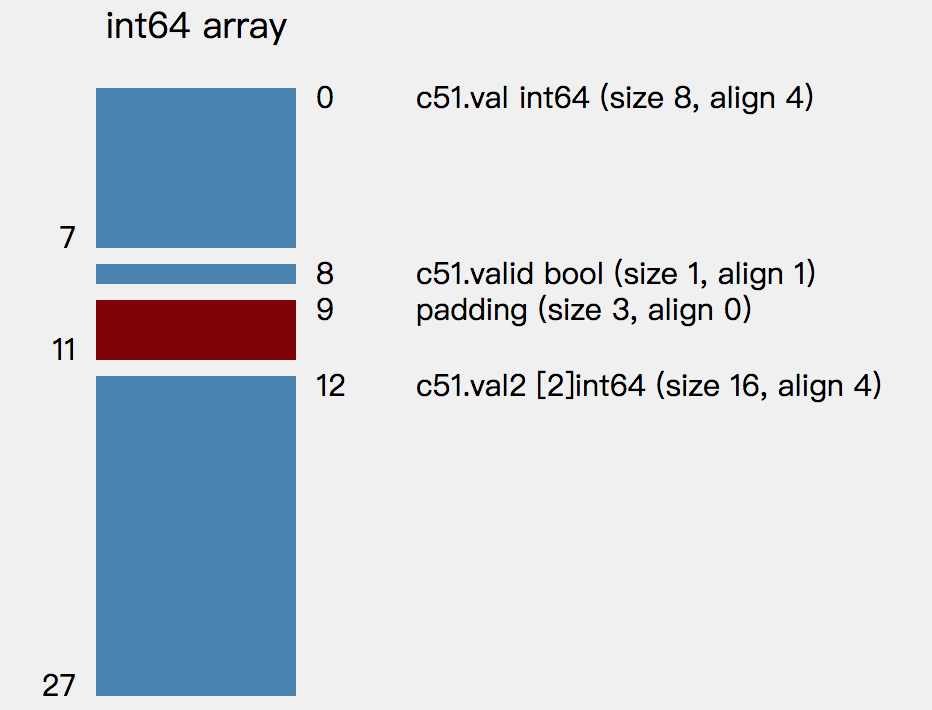 int64 array
0 c51.val int64 (size 8, align 4)
7
8 c51.valid bool (size 1, align 1)
9 padding (size 3, align 0)
11
12 c51.val2 [2]int64 (size 16, align 4)
27